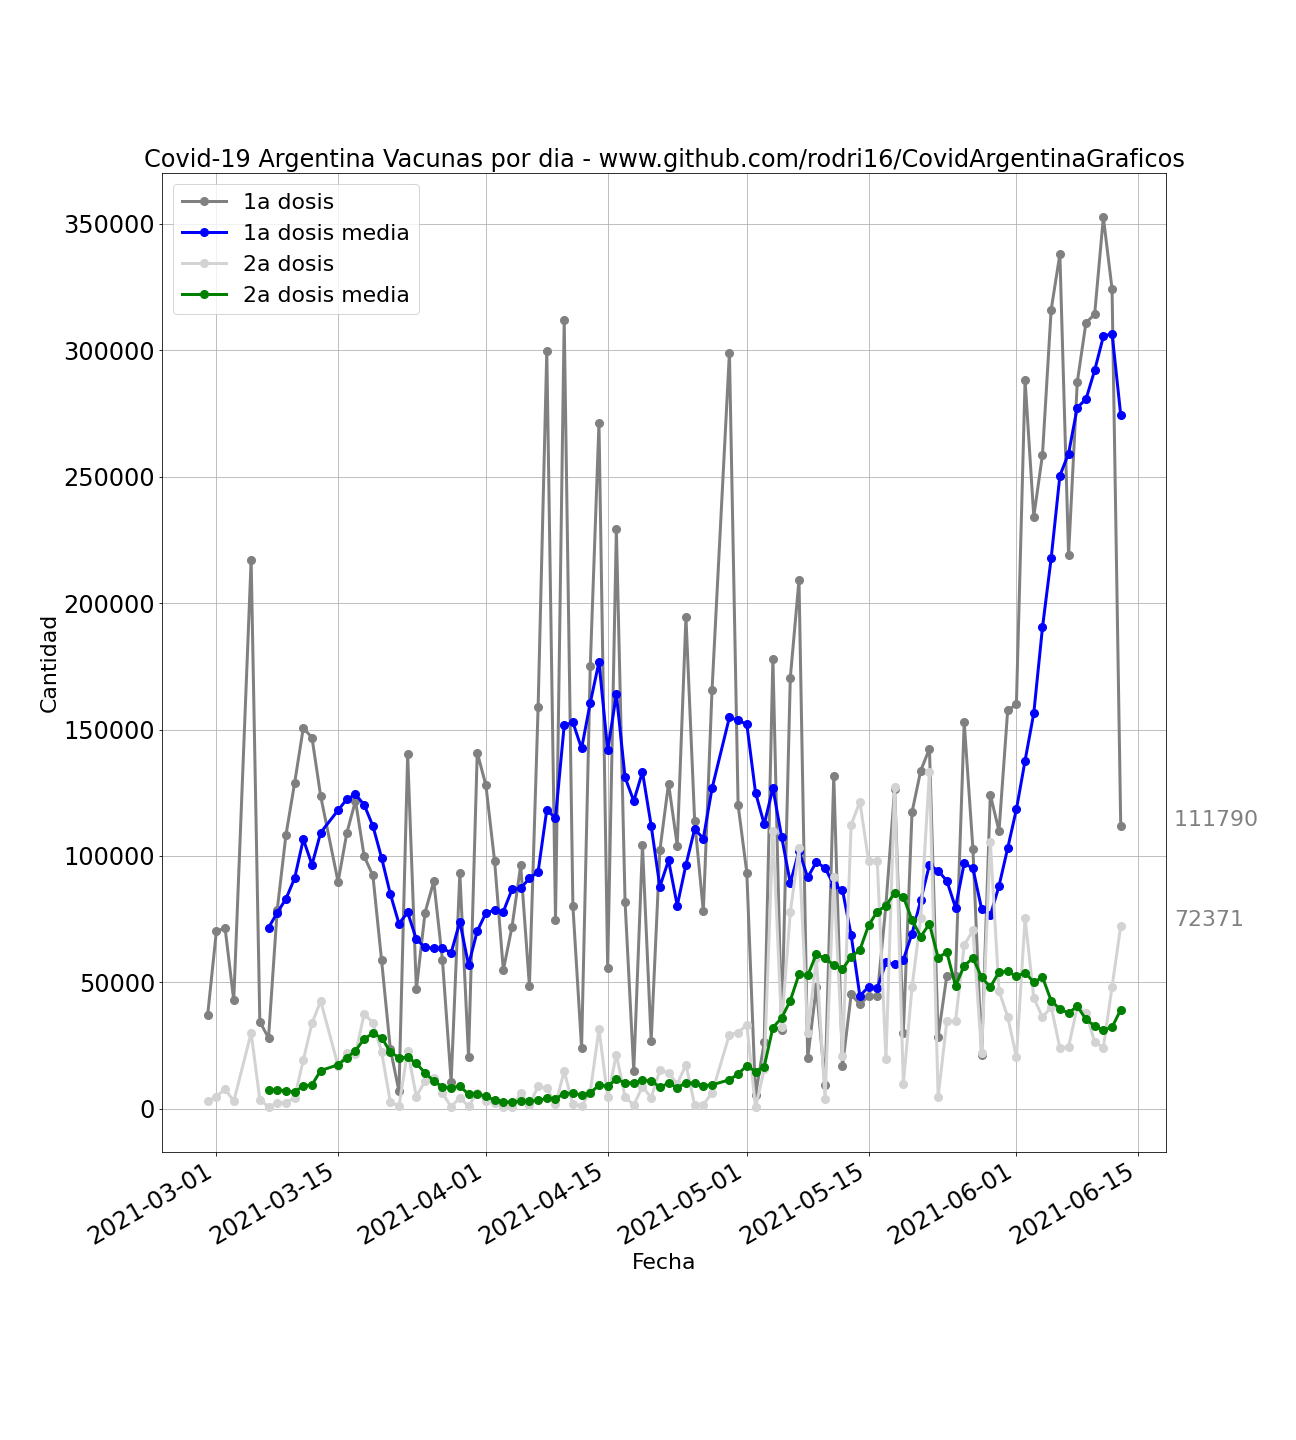 Covid-19 Argentina Vacunas por dia - www.github.com/rodri16/CovidArgentinaGraficos
1a dosis
1a dosis media
2a dosis
2a dosis media
350000
300000
250000
200000
150000
100000
50000
0
Cantidad
111790
72371
2021-03-01
2021-03-15
2021-04-01
2021-04-15
2021-05-01
2021-05-15
2021-06-01
2021-06-15
Fecha